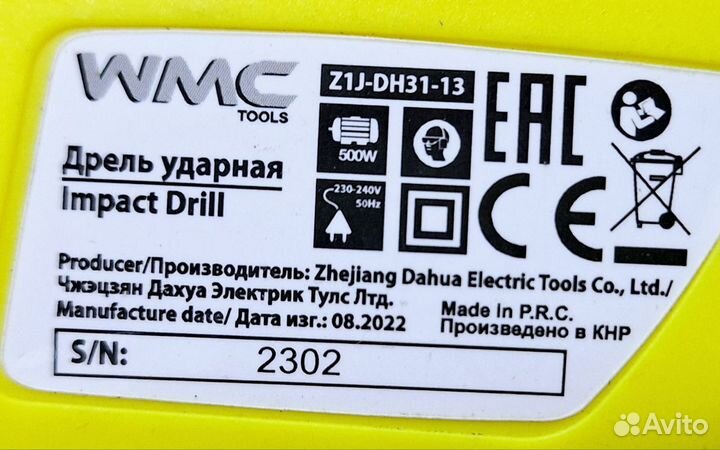 WMC
TOOLS
Z1J-DH31-13
500W
230-240V
50Hz
EAC
CE
Дрель ударная
Impact Drill
Producer/Производитель: Zhejiang Dahua Electric Tools Co., Ltd./
Чжэцзян Дахуа Электрик Тулс Лтд.
Manufacture date/ Дата изг.: 08.2022
Made in P.R.C.
Произведено в КНР
S/N: 2302
Avito